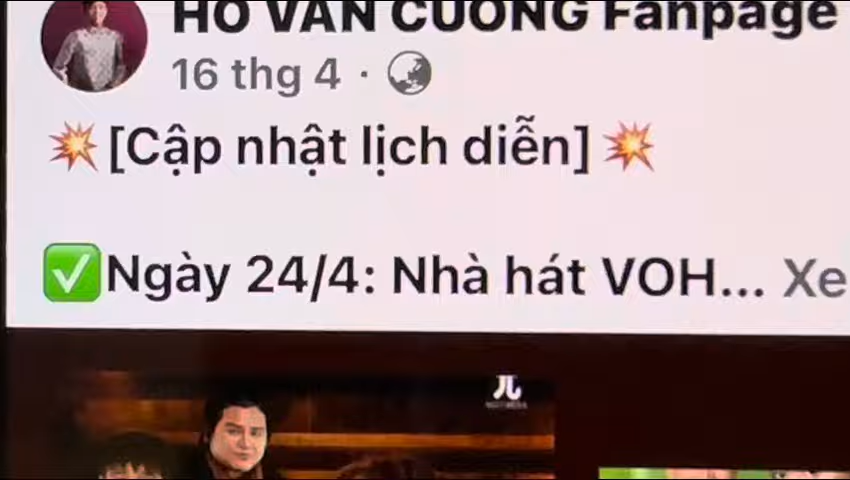 HỒ VĂN CƯỜNG Fanpage
16 thg 4 ·
[Cập nhật lịch diễn]
Ngày 24/4: Nhà hát VOH... Xe